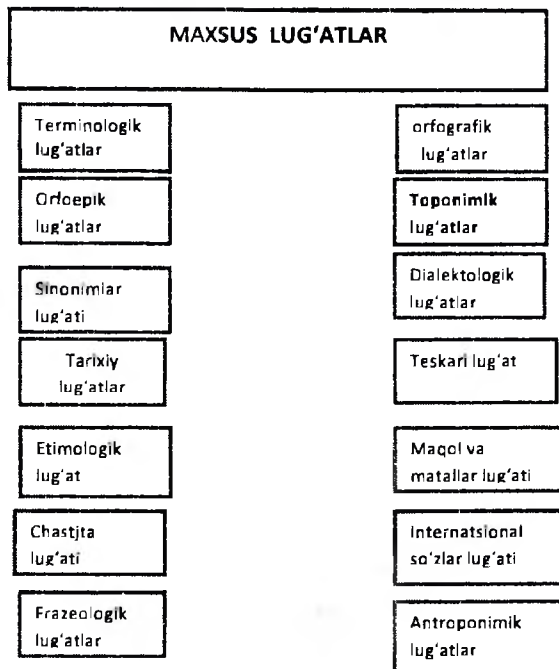 MAXSUS LUG'ATLAR
Terminologik
lug'atlar
orfografik
lug'atlar
Orfoepik
lug'atlar
Toponimik
lug'atlar
Sinonimlar
lug'ati
Dialektologik
lug'atlar
Tarixiy
lug'atlar
Teskari lug'at
Etimologik
lug'at
Maqol va
matallar lug'ati
Chastjta
lug'ati
Internatsional
so'zlar lug'ati
Frazeologik
lug'atlar
Antroponimik
lug'atlar